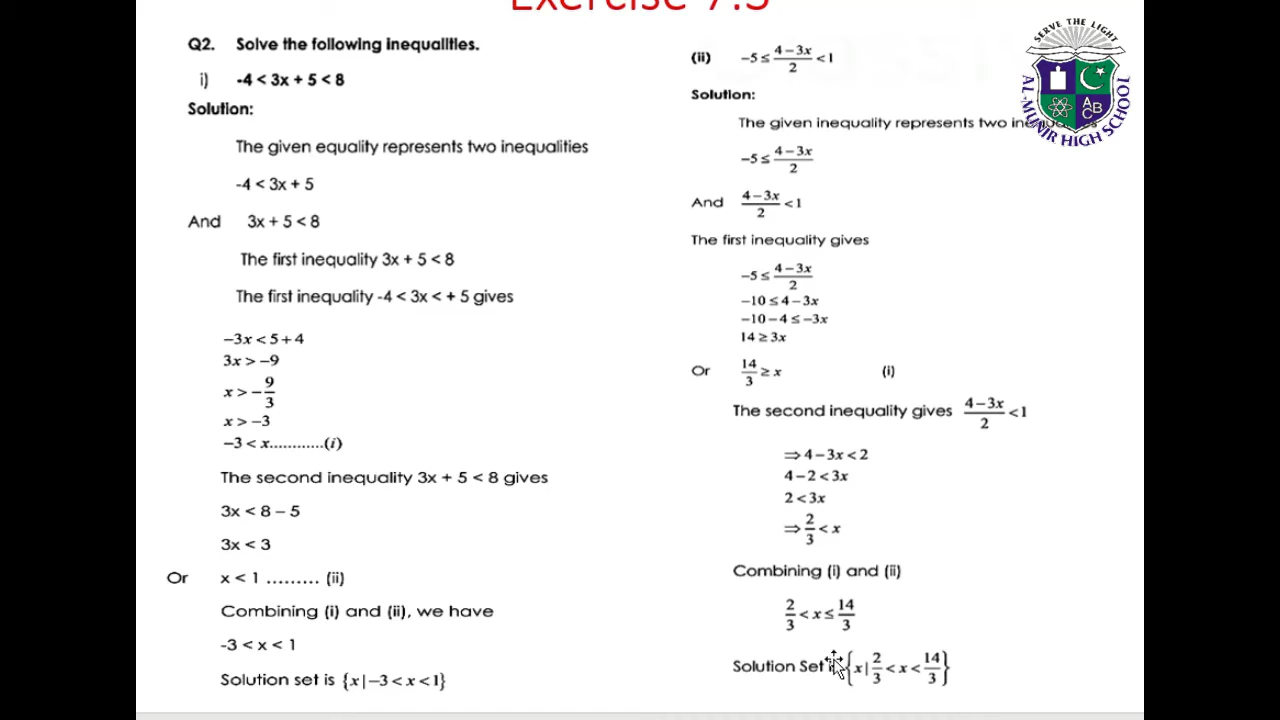 Exercise 7.3
Q2. Solve the following inequalities.
i) -4 < 3x + 5 < 8
Solution:
The given equality represents two inequalities
-4 < 3x + 5
And 3x + 5 < 8
The first inequality 3x + 5 < 8
The first inequality -4 < 3x < + 5 gives
−3x < 5 + 4
3x > −9
x > −9/3
x > −3
−3 < x............(i)
The second inequality 3x + 5 < 8 gives
3x < 8 – 5
3x < 3
Or x < 1 ......... (ii)
Combining (i) and (ii), we have
-3 < x < 1
Solution set is {x | −3 < x < 1}
(ii) −5 ≤ (4 − 3x)/2 < 1
Solution:
The given inequality represents two
−5 ≤ (4 − 3x)/2
And (4 − 3x)/2 < 1
The first inequality gives
−5 ≤ (4 − 3x)/2
−10 ≤ 4 − 3x
−10 − 4 ≤ −3x
14 ≥ 3x
Or 14/3 ≥ x (i)
The second inequality gives (4 − 3x)/2 < 1
⇒ 4 − 3x < 2
4 − 2 < 3x
2 < 3x
⇒ 2/3 < x
Combining (i) and (ii)
2/3 < x ≤ 14/3
Solution Set {x | 2/3 < x < 14/3}
SERVE THE LIGHT
ABC
AL-MUNIR HIGH SCHOOL